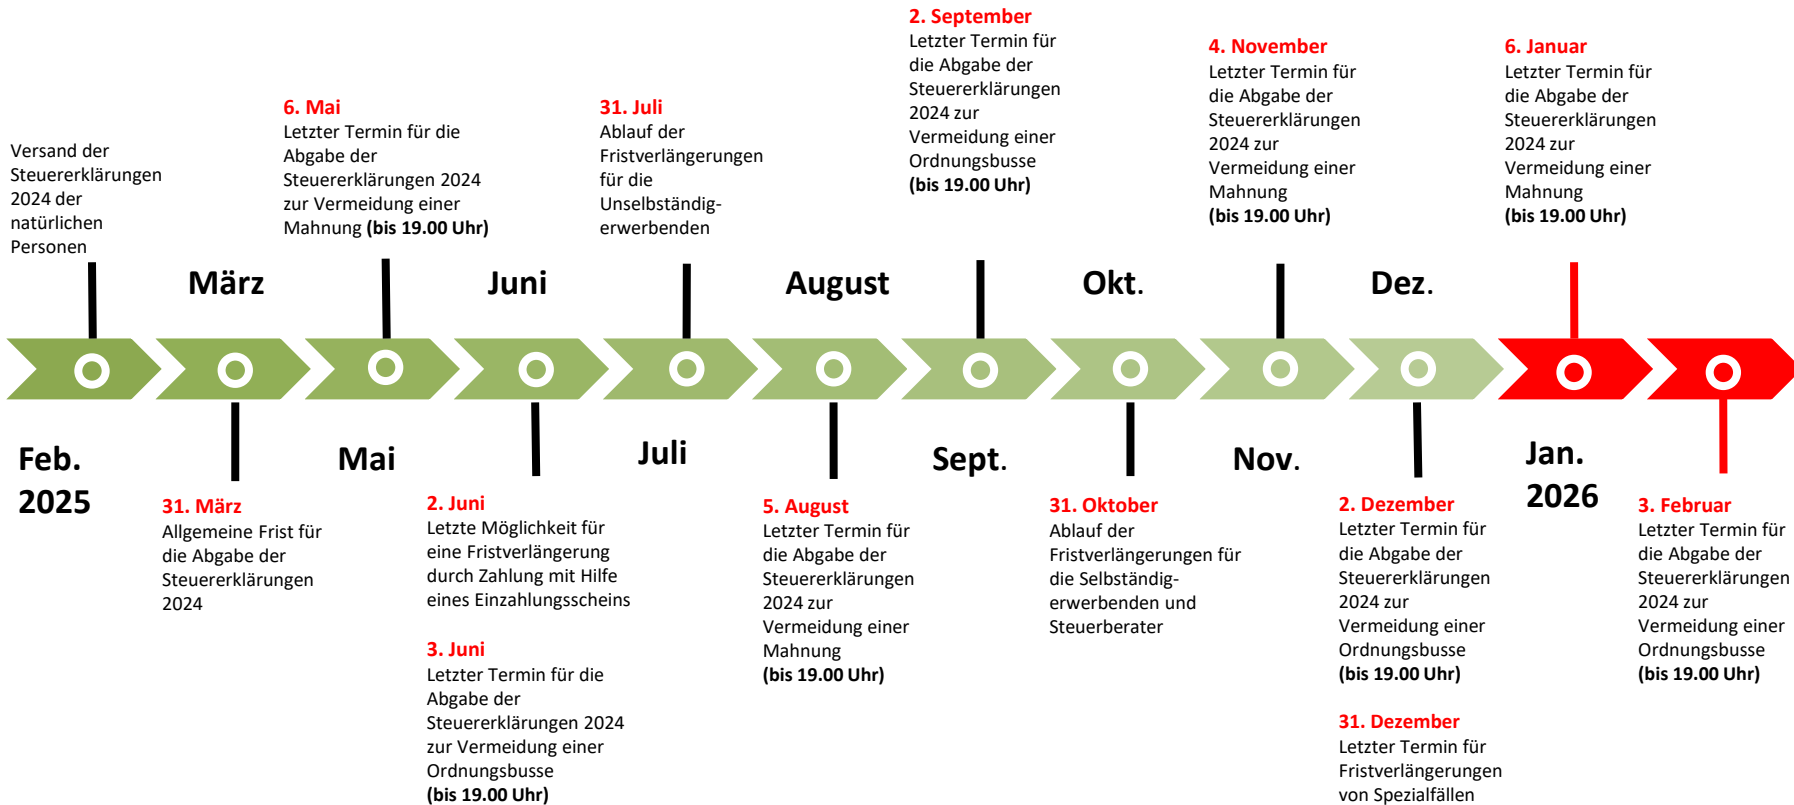 Versand der
Steuererklärungen
2024 der
natürlichen
Personen
6. Mai
Letzter Termin für die
Abgabe der
Steuererklärungen 2024
zur Vermeidung einer
Mahnung (bis 19.00 Uhr)
31. Juli
Ablauf der
Fristverlängerungen
für die
Unselbständig-
erwerbenden
2. September
Letzter Termin für
die Abgabe der
Steuererklärungen
2024 zur
Vermeidung einer
Ordnungsbusse
(bis 19.00 Uhr)
4. November
Letzter Termin für
die Abgabe der
Steuererklärungen
2024 zur
Vermeidung einer
Mahnung
(bis 19.00 Uhr)
6. Januar
Letzter Termin für
die Abgabe der
Steuererklärungen
2024 zur
Vermeidung einer
Mahnung
(bis 19.00 Uhr)
März
Juni
August
Okt.
Dez.
Feb.
2025
Mai
Juli
Sept.
Nov.
Jan.
2026
31. März
Allgemeine Frist für
die Abgabe der
Steuererklärungen
2024
2. Juni
Letzte Möglichkeit für
eine Fristverlängerung
durch Zahlung mit Hilfe
eines Einzahlungsscheins
3. Juni
Letzter Termin für die
Abgabe der
Steuererklärungen 2024
zur Vermeidung einer
Ordnungsbusse
(bis 19.00 Uhr)
5. August
Letzter Termin für
die Abgabe der
Steuererklärungen
2024 zur
Vermeidung einer
Mahnung
(bis 19.00 Uhr)
31. Oktober
Ablauf der
Fristverlängerungen für
die Selbständig-
erwerbenden und
Steuerberater
2. Dezember
Letzter Termin für
die Abgabe der
Steuererklärungen
2024 zur
Vermeidung einer
Ordnungsbusse
(bis 19.00 Uhr)
31. Dezember
Letzter Termin für
Fristverlängerungen
von Spezialfällen
3. Februar
Letzter Termin für
die Abgabe der
Steuererklärungen
2024 zur
Vermeidung einer
Ordnungsbusse
(bis 19.00 Uhr)